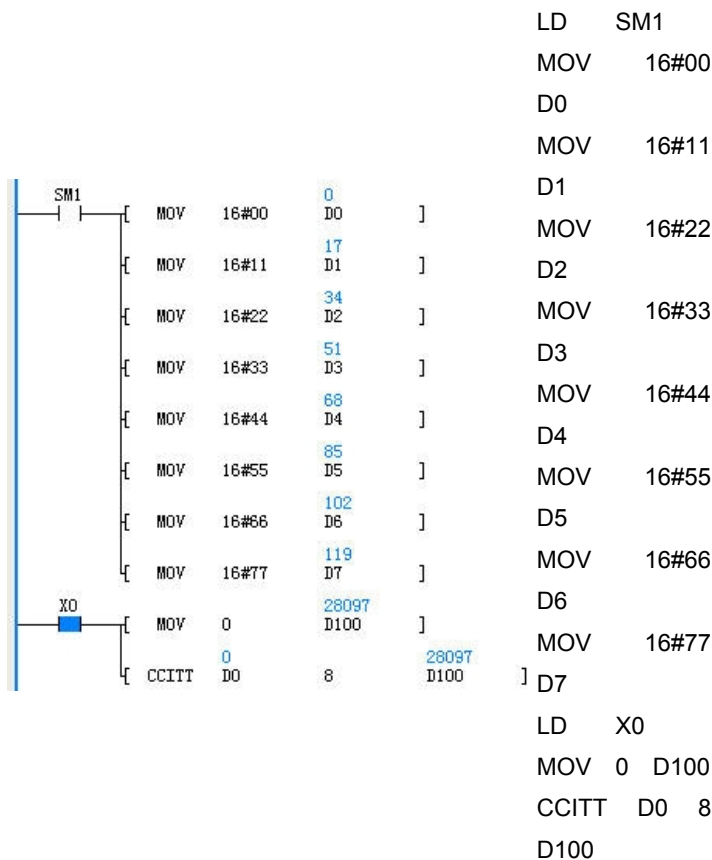 SM1
0
[ MOV 16#00 D0 ]
17
[ MOV 16#11 D1 ]
34
[ MOV 16#22 D2 ]
51
[ MOV 16#33 D3 ]
68
[ MOV 16#44 D4 ]
85
[ MOV 16#55 D5 ]
102
[ MOV 16#66 D6 ]
119
[ MOV 16#77 D7 ]
X0
28097
[ MOV 0 D100 ]
0 28097
[ CCITT D0 8 D100 ]
LD SM1
MOV 16#00
D0
MOV 16#11
D1
MOV 16#22
D2
MOV 16#33
D3
MOV 16#44
D4
MOV 16#55
D5
MOV 16#66
D6
MOV 16#77
D7
LD X0
MOV 0 D100
CCITT D0 8
D100